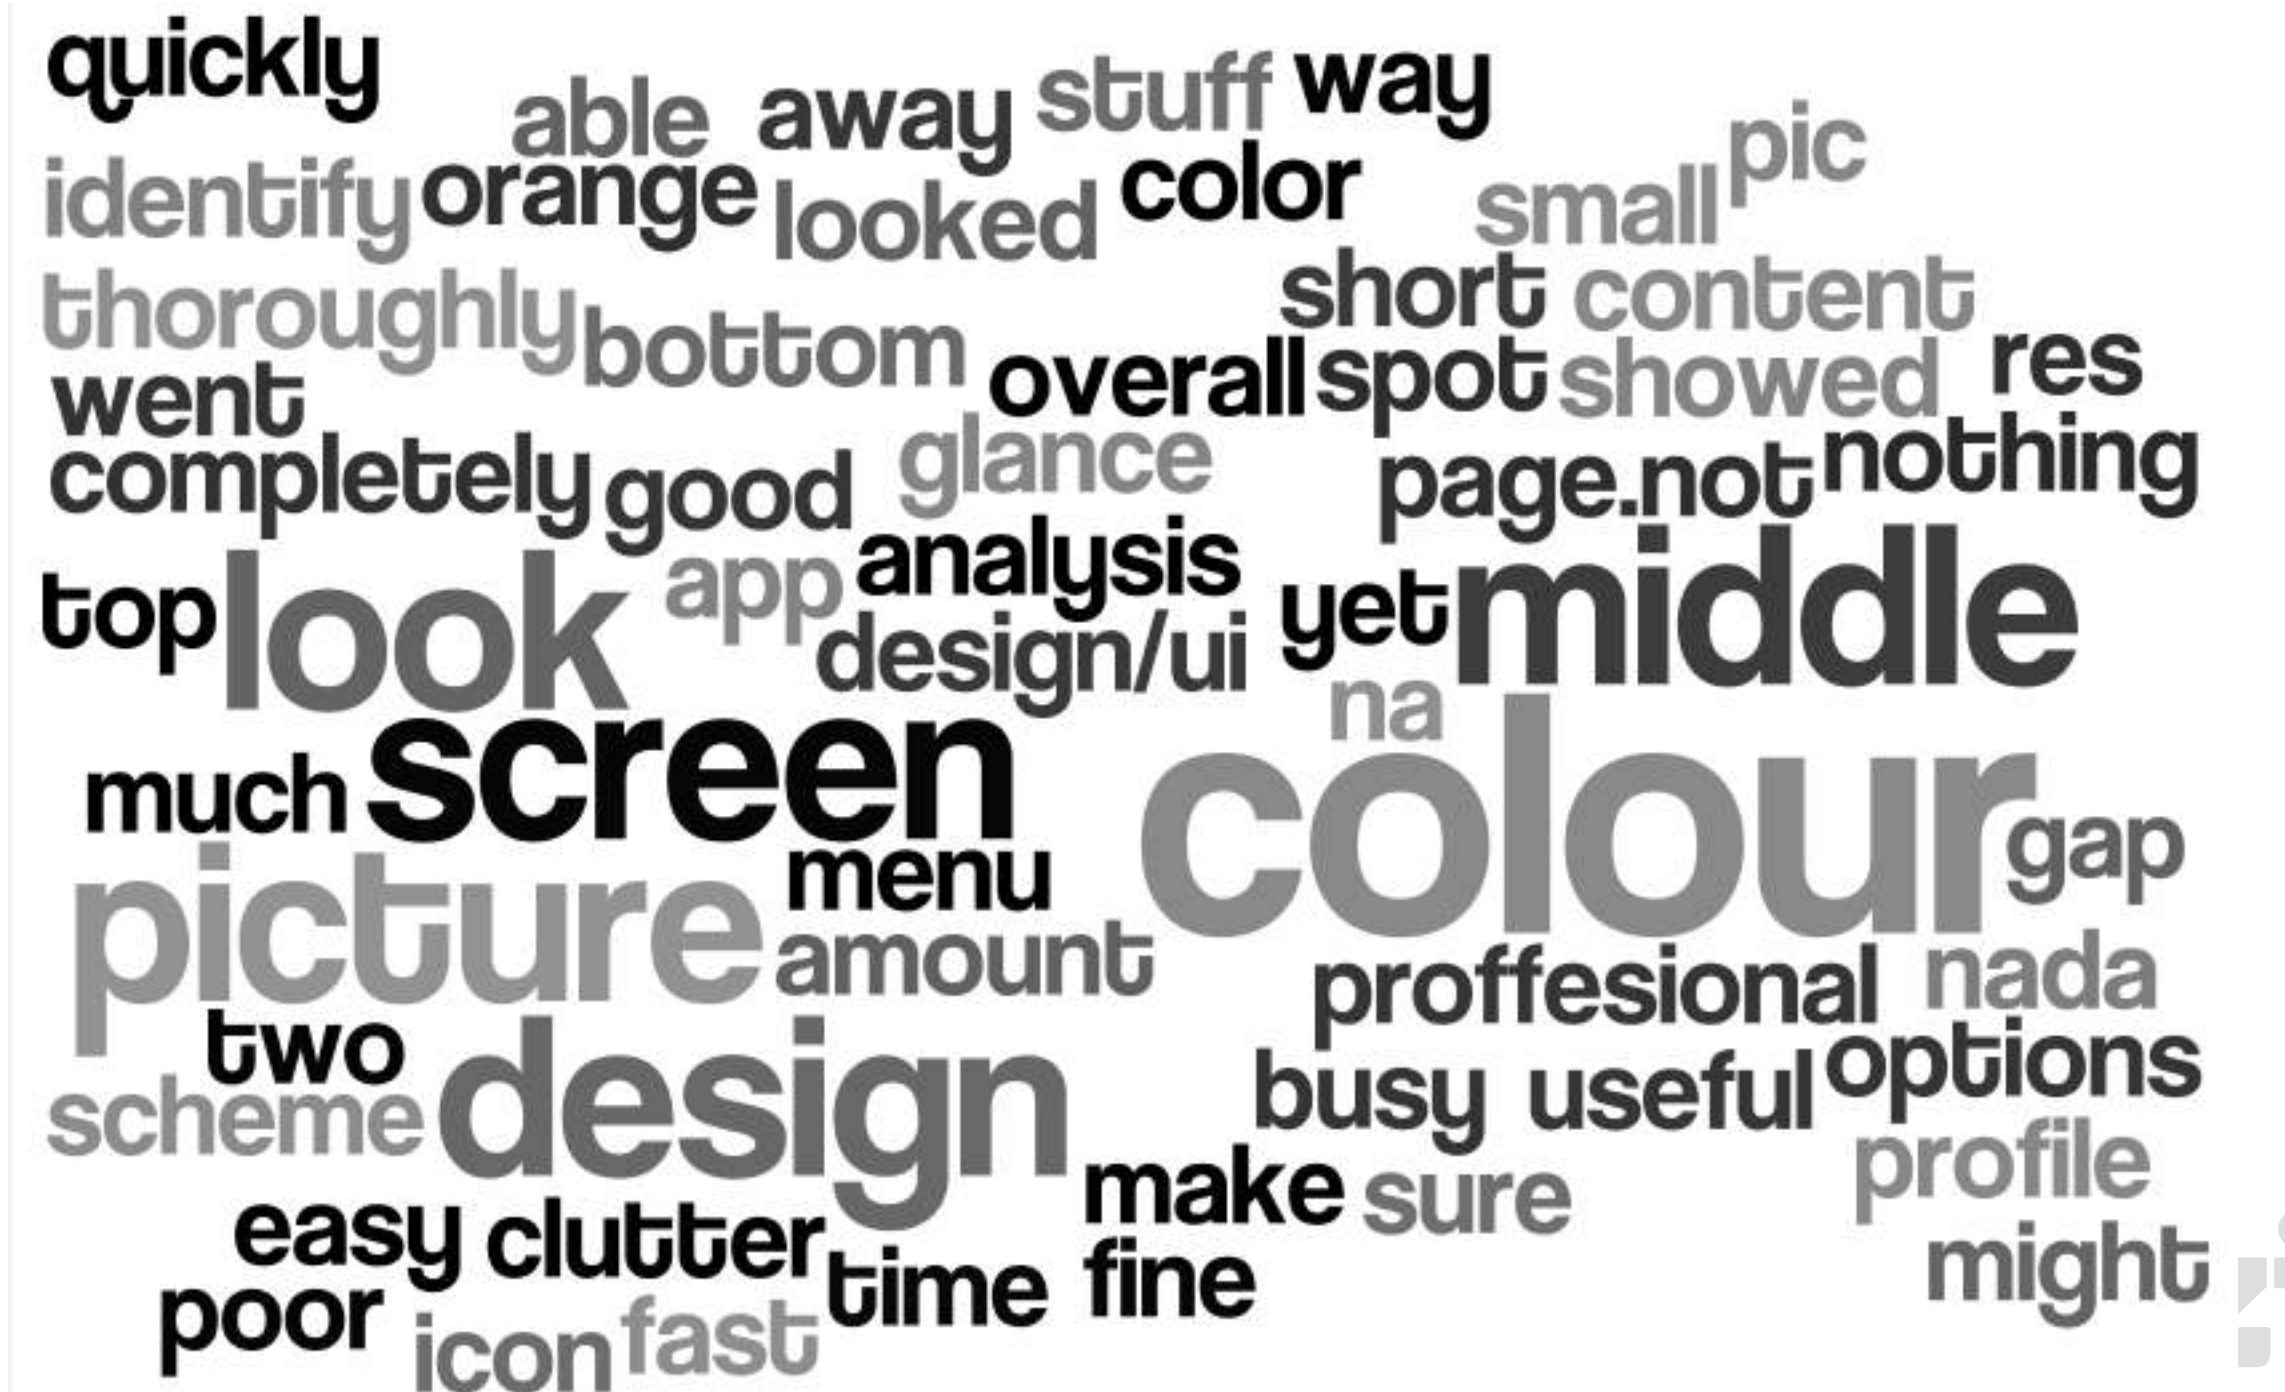 quickly
able away stuff way
pic
identify orange looked color small
thoroughly bottom short content
went overall spot showed res
completely good glance page.not nothing
top look app analysis yet middle
design/ui
na
much screen colour gap
menu
picture amount
proffesional nada
two
scheme design busy useful options
make sure profile
easy clutter time fine might
poor icon fast